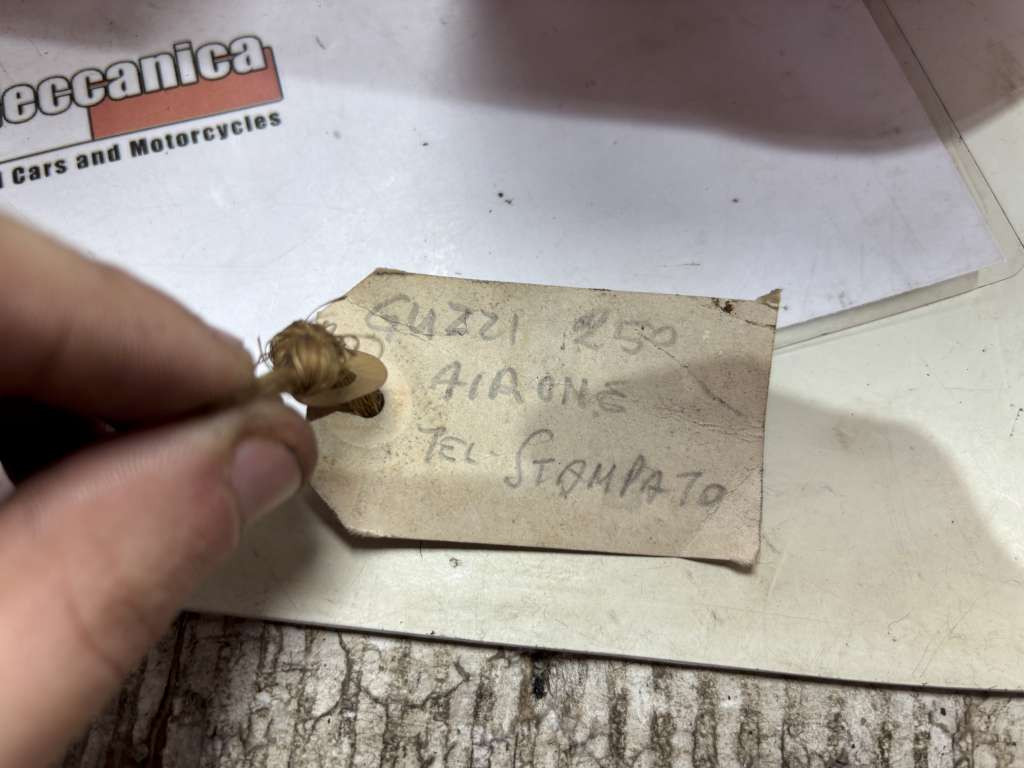 eccanica
Cars and Motorcycles
GUZZI 250
AIRONE
TEL. STAMPATO